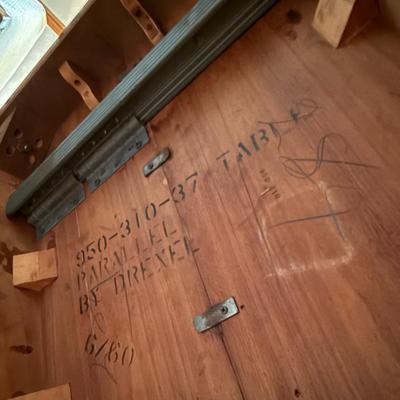 950-310-37 TABLE
PARALLEL
BY DREXEL
6/60